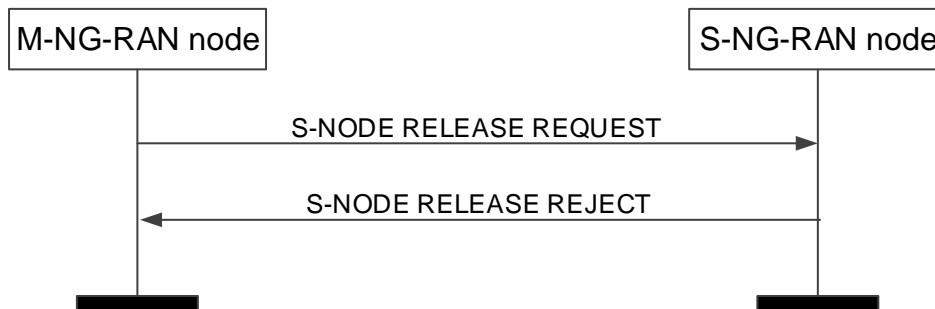 M-NG-RAN node
S-NG-RAN node
S-NODE RELEASE REQUEST
S-NODE RELEASE REJECT